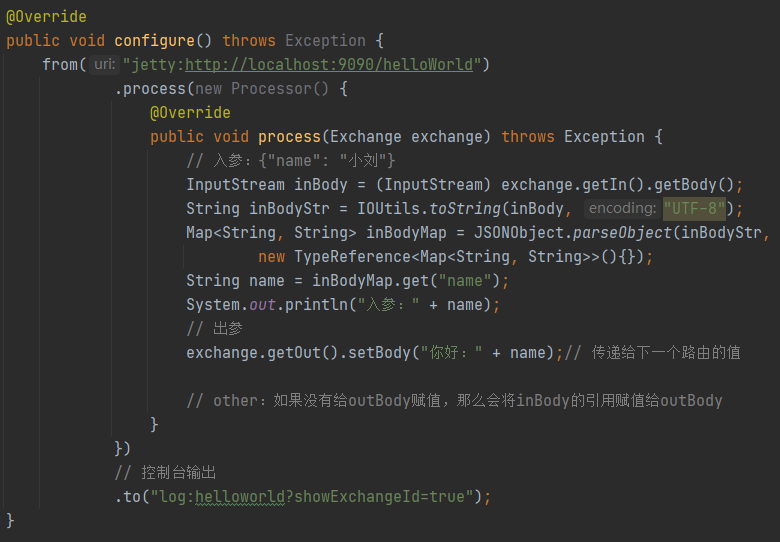 @Override
public void configure() throws Exception {
from( uri: "jetty:http://localhost:9090/helloWorld")
.process(new Processor() {
@Override
public void process(Exchange exchange) throws Exception {
// 入参：{"name": "小刘"}
InputStream inBody = (InputStream) exchange.getIn().getBody();
String inBodyStr = IOUtils.toString(inBody, encoding: "UTF-8");
Map<String, String> inBodyMap = JSONObject.parseObject(inBodyStr,
new TypeReference<Map<String, String>>(){});
String name = inBodyMap.get("name");
System.out.println("入参：" + name);
// 出参
exchange.getOut().setBody("你好：" + name);// 传递给下一个路由的值
// other：如果没有给outBody赋值，那么会将inBody的引用赋值给outBody
}
})
// 控制台输出
.to("log:helloworld?showExchangeId=true");
}